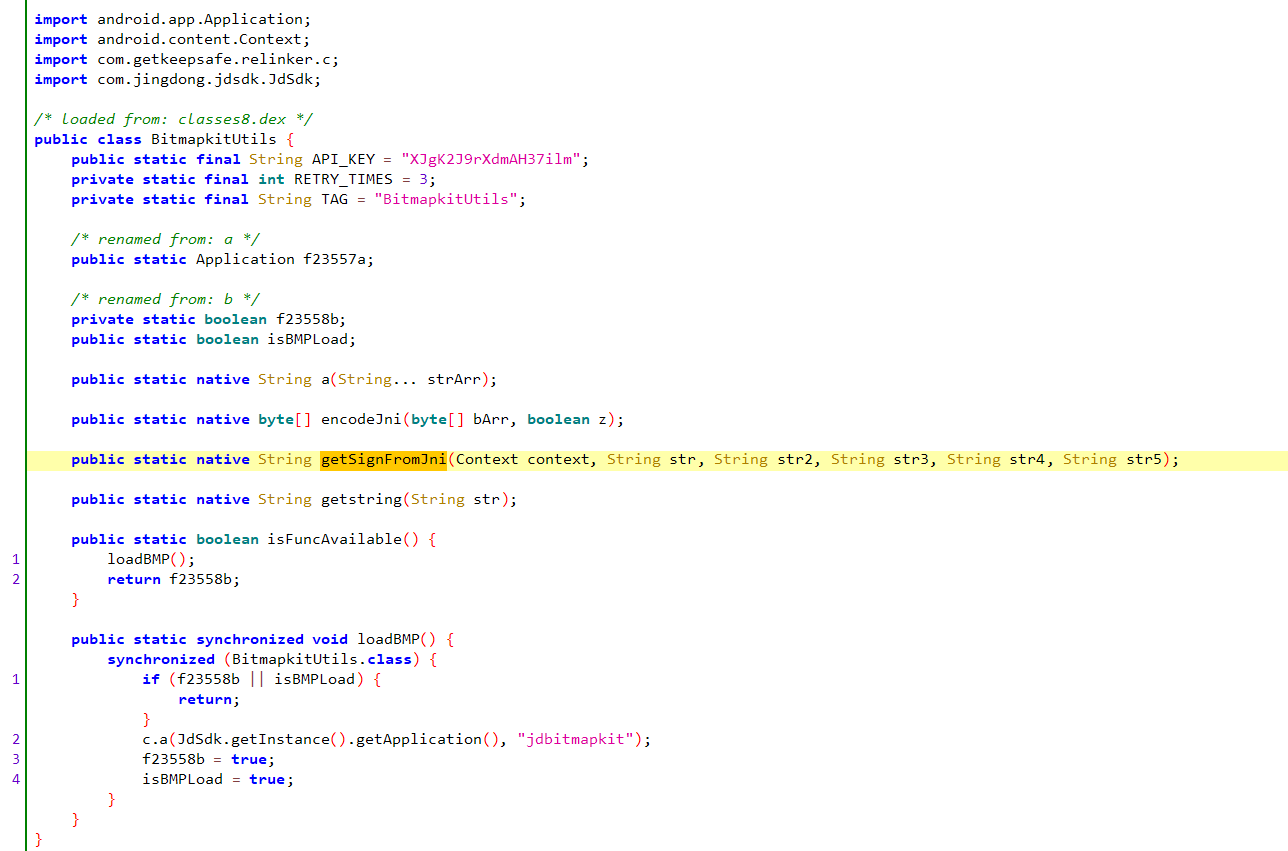 import android.app.Application;
import android.content.Context;
import com.getkeepsafe.relinker.c;
import com.jingdong.jdsdk.JdSdk;
/* loaded from: classes8.dex */
public class BitmapkitUtils {
public static final String API_KEY = "XJgK2J9rXdmAH37ilm";
private static final int RETRY_TIMES = 3;
private static final String TAG = "BitmapkitUtils";
/* renamed from: a */
public static Application f23557a;
/* renamed from: b */
private static boolean f23558b;
public static boolean isBMPLoad;
public static native String a(String... strArr);
public static native byte[] encodeJni(byte[] bArr, boolean z);
public static native String getSignFromJni(Context context, String str, String str2, String str3, String str4, String str5);
public static native String getstring(String str);
public static boolean isFuncAvailable() {
1 loadBMP();
2 return f23558b;
}
public static synchronized void loadBMP() {
synchronized (BitmapkitUtils.class) {
1 if (f23558b || isBMPLoad) {
return;
}
2 c.a(JdSdk.getInstance().getApplication(), "jdbitmapkit");
3 f23558b = true;
4 isBMPLoad = true;
}
}
}